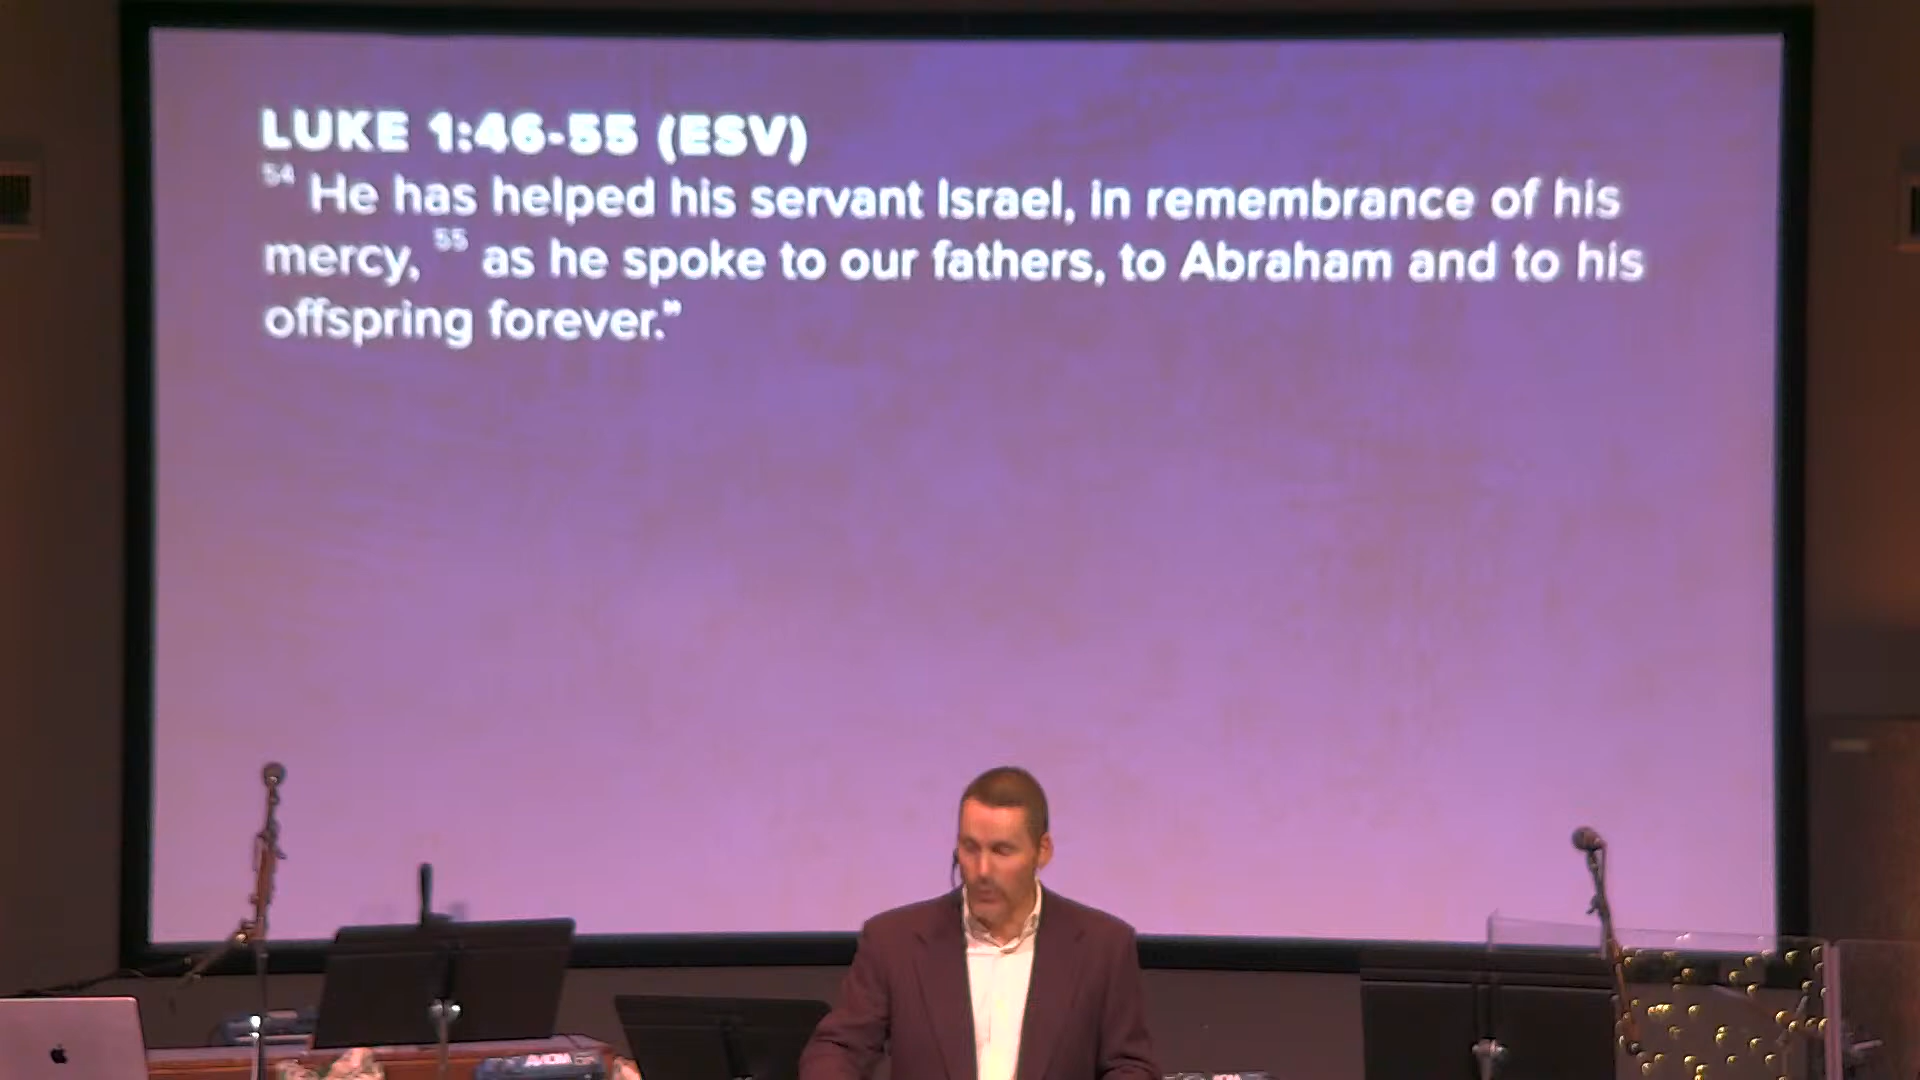 LUKE 1:46-55 (ESV)
54 He has helped his servant Israel, in remembrance of his
mercy, 55 as he spoke to our fathers, to Abraham and to his
offspring forever.”
AVIOM